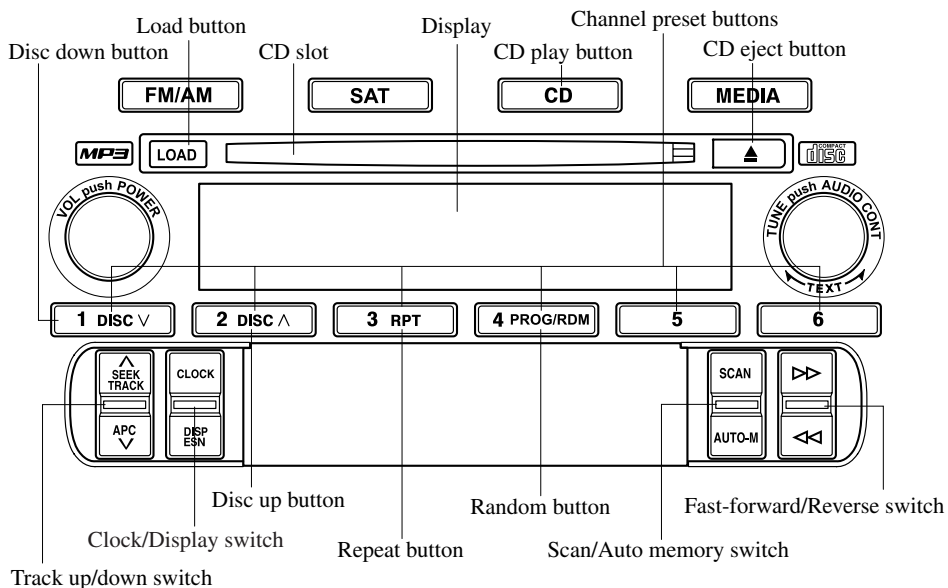 Load button
Display
Channel preset buttons
Disc down button
CD slot
CD play button
CD eject button
FM/AM
SAT
CD
MEDIA
MP3
LOAD
COMPACT
disc
VOL push POWER
TUNE push AUDIO CONT
TEXT
1 DISC ∨
2 DISC ∧
3 RPT
4 PROG/RDM
5
6
SEEK
TRACK
APC
CLOCK
DISP
ESN
SCAN
AUTO-M
Disc up button
Random button
Fast-forward/Reverse switch
Clock/Display switch
Repeat button
Scan/Auto memory switch
Track up/down switch